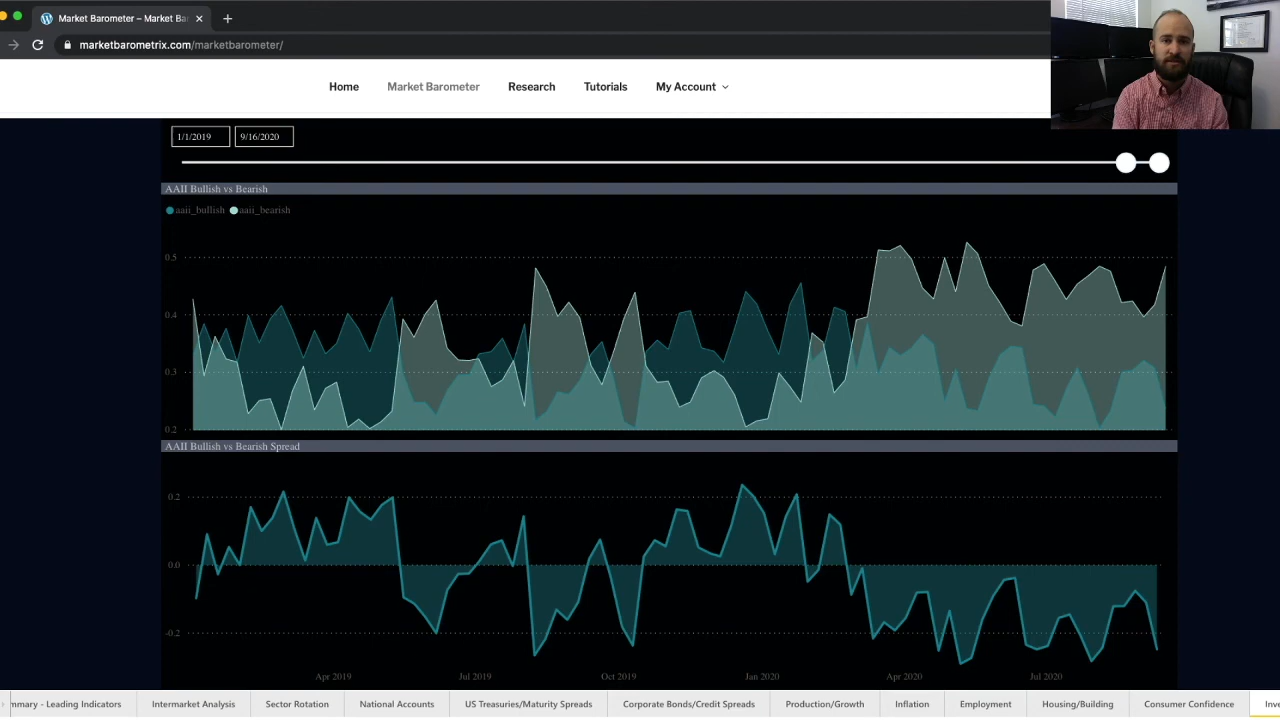 Market Barometer – Market Ba
marketbarometrix.com/marketbarometer/
Home Market Barometer Research Tutorials My Account
1/1/2019 9/16/2020
AAII Bullish vs Bearish
aaii_bullish aaii_bearish
0.5
0.4
0.3
0.2
AAII Bullish vs Bearish Spread
0.2
0.0
-0.2
Apr 2019 Jul 2019 Oct 2019 Jan 2020 Apr 2020 Jul 2020
mmary - Leading Indicators Intermarket Analysis Sector Rotation National Accounts US Treasuries/Maturity Spreads Corporate Bonds/Credit Spreads Production/Growth Inflation Employment Housing/Building Consumer Confidence Inve